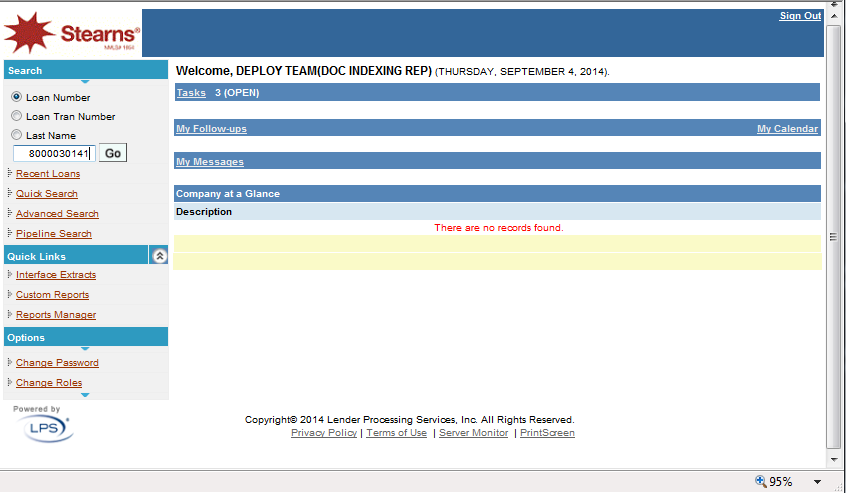 Sign Out
Stearns®
Search
Loan Number
Loan Tran Number
Last Name
8000030141
Go
Recent Loans
Quick Search
Advanced Search
Pipeline Search
Quick Links
Interface Extracts
Custom Reports
Reports Manager
Options
Change Password
Change Roles
Powered by
LPS
Welcome, DEPLOY TEAM(DOC INDEXING REP) (THURSDAY, SEPTEMBER 4, 2014).
Tasks 3 (OPEN)
My Follow-ups My Calendar
My Messages
Company at a Glance
Description
There are no records found.
Copyright© 2014 Lender Processing Services, Inc. All Rights Reserved.
Privacy Policy | Terms of Use | Server Monitor | PrintScreen
95%